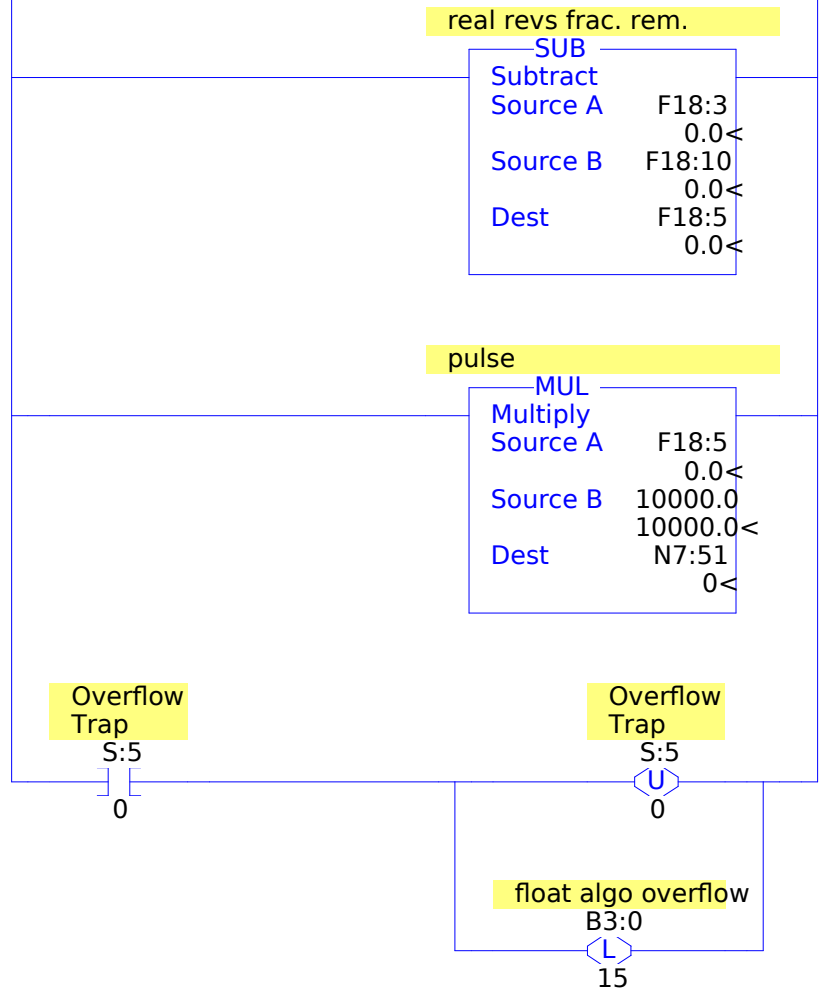 real revs frac. rem.
SUB
Subtract
Source A F18:3
0.0<
Source B F18:10
0.0<
Dest F18:5
0.0<
pulse
MUL
Multiply
Source A F18:5
0.0<
Source B 10000.0
10000.0<
Dest N7:51
0<
Overflow
Trap
S:5
0
Overflow
Trap
S:5
U
0
float algo overflow
B3:0
L
15